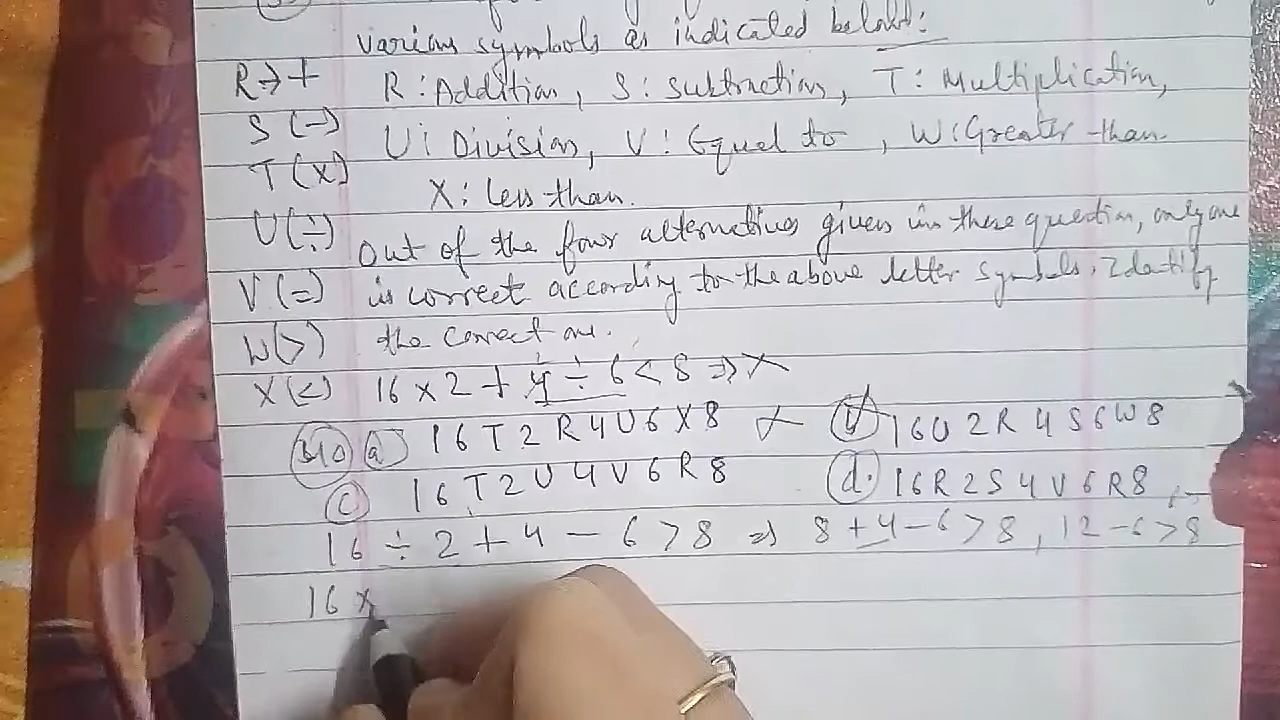 various symbols as indicated below:
R→+ R: Addition, S: Subtraction, T: Multiplication,
S (-) U: Division, V: Equal to, W: Greater than
T (×) X: Less than.
U (÷) Out of the four alternatives given in these question, only one
V (=) is correct according to the above letter symbols, Identify
W(>) the correct one.
X(<) 16 × 2 + 4 ÷ 6 < 8 ⇒ ×
a 16 T 2 R 4 U 6 X 8 × 16 U 2 R 4 S 6 W 8
c 16 T 2 U 4 V 6 R 8 d. 16 R 2 S 4 V 6 R 8
16 ÷ 2 + 4 - 6 > 8 ⇒ 8 + 4 - 6 > 8, 12 - 6 > 8
16 ×